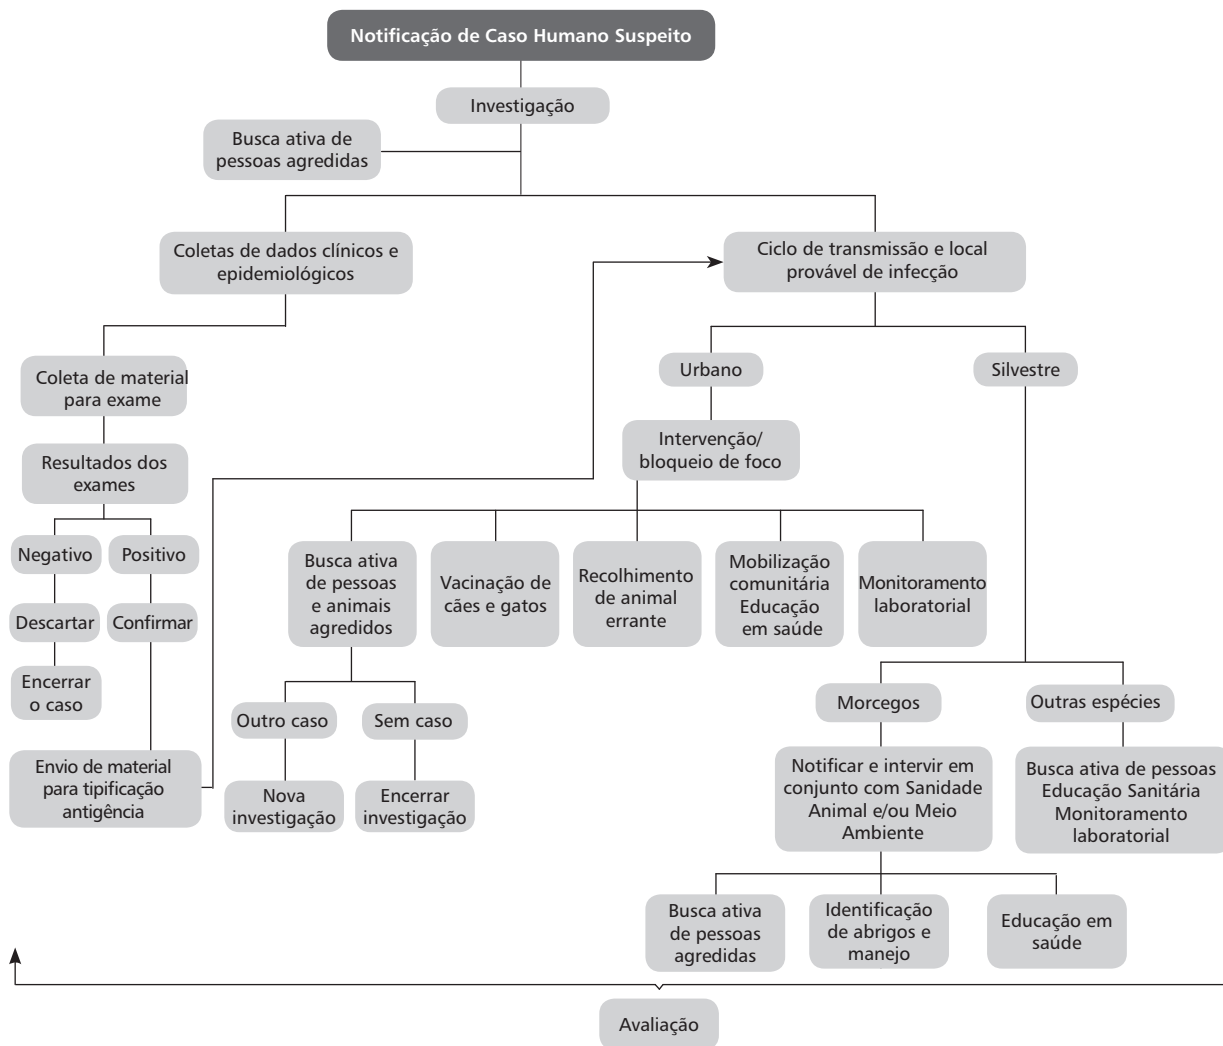 Notificação de Caso Humano Suspeito
Investigação
Busca ativa de
pessoas agredidas
Coletas de dados clínicos e
epidemiológicos
Ciclo de transmissão e local
provável de infecção
Coleta de material
para exame
Urbano
Silvestre
Intervenção/
bloqueio de foco
Resultados dos
exames
Negativo
Positivo
Busca ativa
de pessoas
e animais
agredidos
Vacinação de
cães e gatos
Recolhimento
de animal
errante
Mobilização
comunitária
Educação
em saúde
Monitoramento
laboratorial
Descartar
Confirmar
Encerrar
o caso
Outro caso
Sem caso
Morcegos
Outras espécies
Envio de material
para tipificação
antigência
Nova
investigação
Encerrar
investigação
Notificar e intervir em
conjunto com Sanidade
Animal e/ou Meio
Ambiente
Busca ativa de pessoas
Educação Sanitária
Monitoramento
laboratorial
Busca ativa
de pessoas
agredidas
Identificação
de abrigos e
manejo
Educação em
saúde
Avaliação